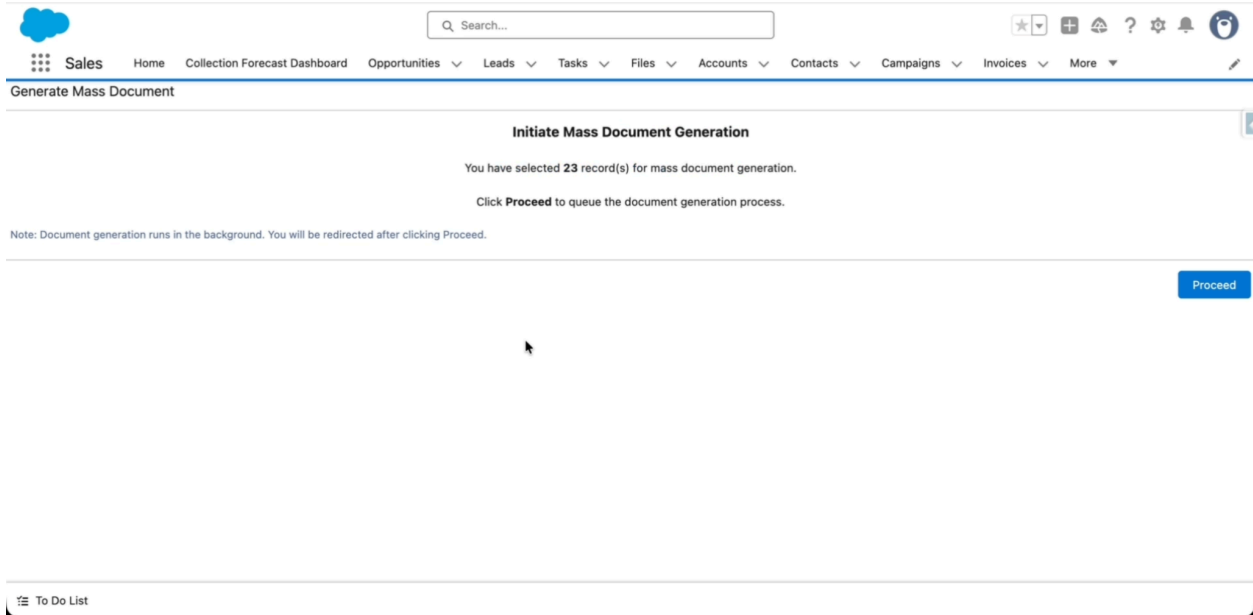 Search...
Sales Home Collection Forecast Dashboard Opportunities Leads Tasks Files Accounts Contacts Campaigns Invoices More
Generate Mass Document
Initiate Mass Document Generation
You have selected 23 record(s) for mass document generation.
Click Proceed to queue the document generation process.
Note: Document generation runs in the background. You will be redirected after clicking Proceed.
Proceed
To Do List